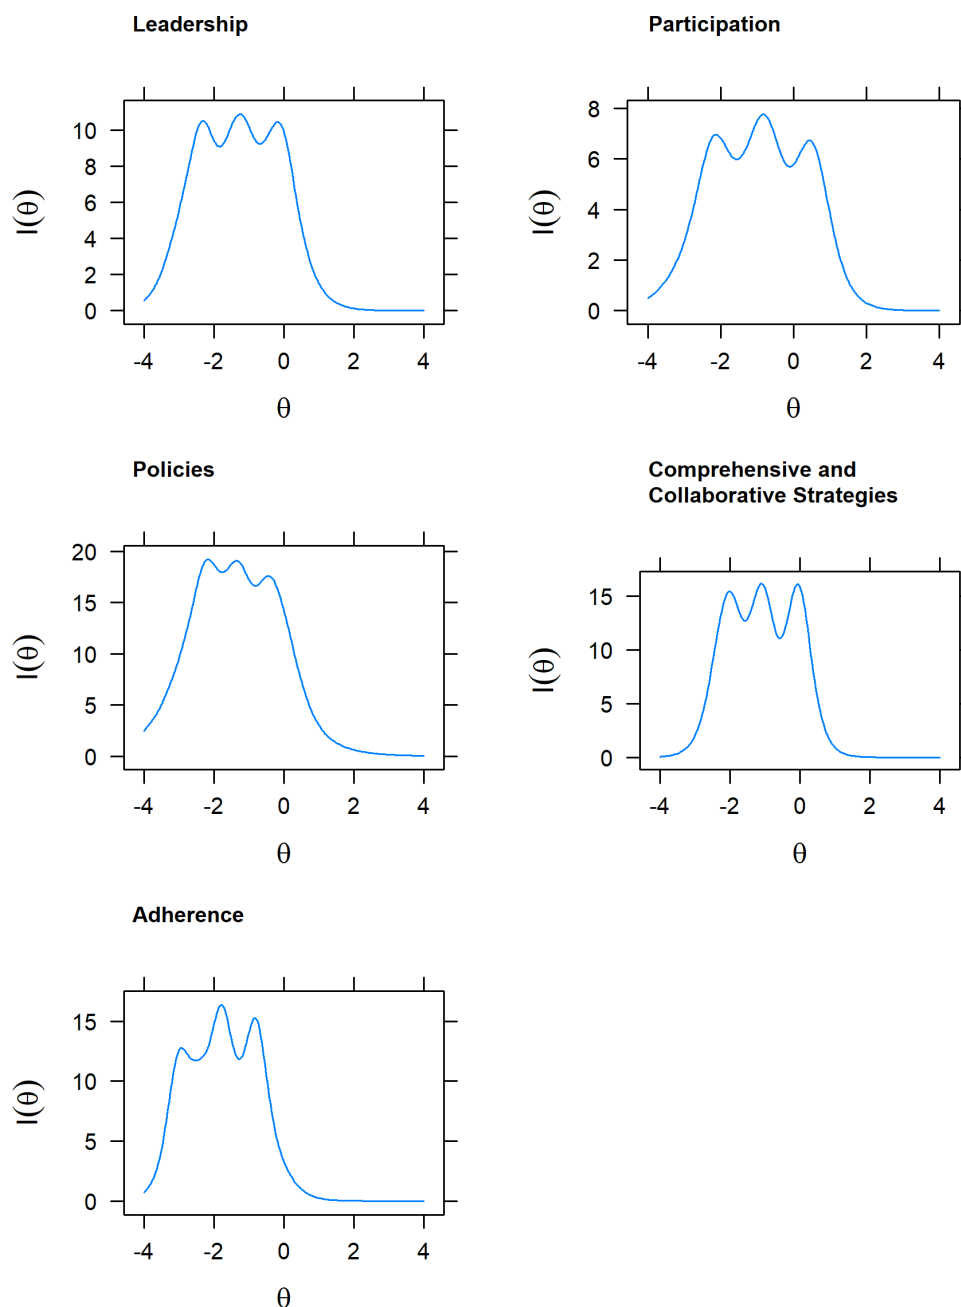 Leadership
I(θ)
10
8
6
4
2
0
-4 -2 0 2 4
θ
Participation
I(θ)
8
6
4
2
0
-4 -2 0 2 4
θ
Policies
I(θ)
20
15
10
5
0
-4 -2 0 2 4
θ
Comprehensive and
Collaborative Strategies
I(θ)
15
10
5
0
-4 -2 0 2 4
θ
Adherence
I(θ)
15
10
5
0
-4 -2 0 2 4
θ